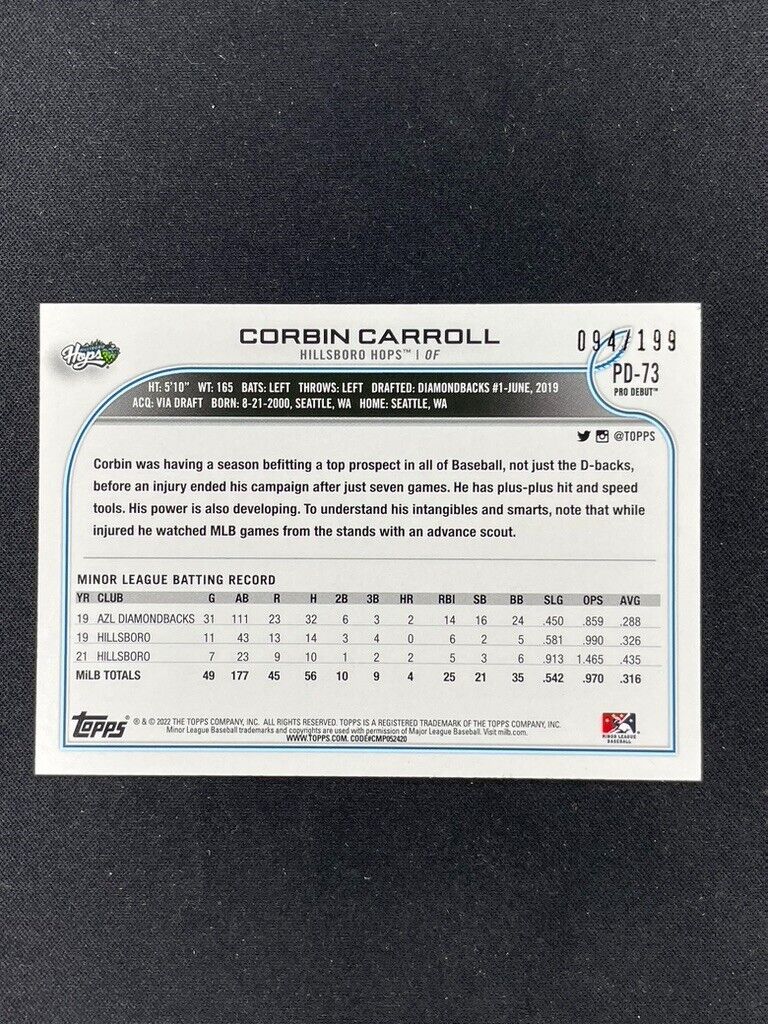 Hops
CORBIN CARROLL
HILLSBORO HOPS™ | OF
094/199
PD-73
PRO DEBUT™
HT: 5'10" WT: 165 BATS: LEFT THROWS: LEFT DRAFTED: DIAMONDBACKS #1-JUNE, 2019
ACQ: VIA DRAFT BORN: 8-21-2000, SEATTLE, WA HOME: SEATTLE, WA
@TOPPS
Corbin was having a season befitting a top prospect in all of Baseball, not just the D-backs,
before an injury ended his campaign after just seven games. He has plus-plus hit and speed
tools. His power is also developing. To understand his intangibles and smarts, note that while
injured he watched MLB games from the stands with an advance scout.
MINOR LEAGUE BATTING RECORD
YR CLUB G AB R H 2B 3B HR RBI SB BB SLG OPS AVG
19 AZL DIAMONDBACKS 31 111 23 32 6 3 2 14 16 24 .450 .859 .288
19 HILLSBORO 11 43 13 14 3 4 0 6 2 5 .581 .990 .326
21 HILLSBORO 7 23 9 10 1 2 2 5 3 6 .913 1.465 .435
MiLB TOTALS 49 177 45 56 10 9 4 25 21 35 .542 .970 .316
topps ® & © 2022 THE TOPPS COMPANY, INC. ALL RIGHTS RESERVED. TOPPS IS A REGISTERED TRADEMARK OF THE TOPPS COMPANY, INC.
Minor League Baseball trademarks and copyrights are used with permission of Major League Baseball. Visit milb.com.
WWW.TOPPS.COM. CODE#CMP052420
MINOR LEAGUE
BASEBALL